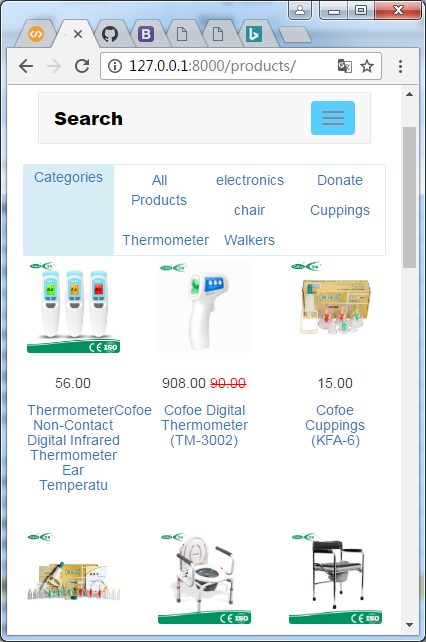 127.0.0.1:8000/products/
Search
Categories
All Products
electronics
Donate
chair
Cuppings
Thermometer
Walkers
56.00
908.00 90.00
15.00
ThermometerCofoe
Non-Contact
Digital Infrared
Thermometer
Ear
Temperatu
Cofoe Digital
Thermometer
(TM-3002)
Cofoe
Cuppings
(KFA-6)